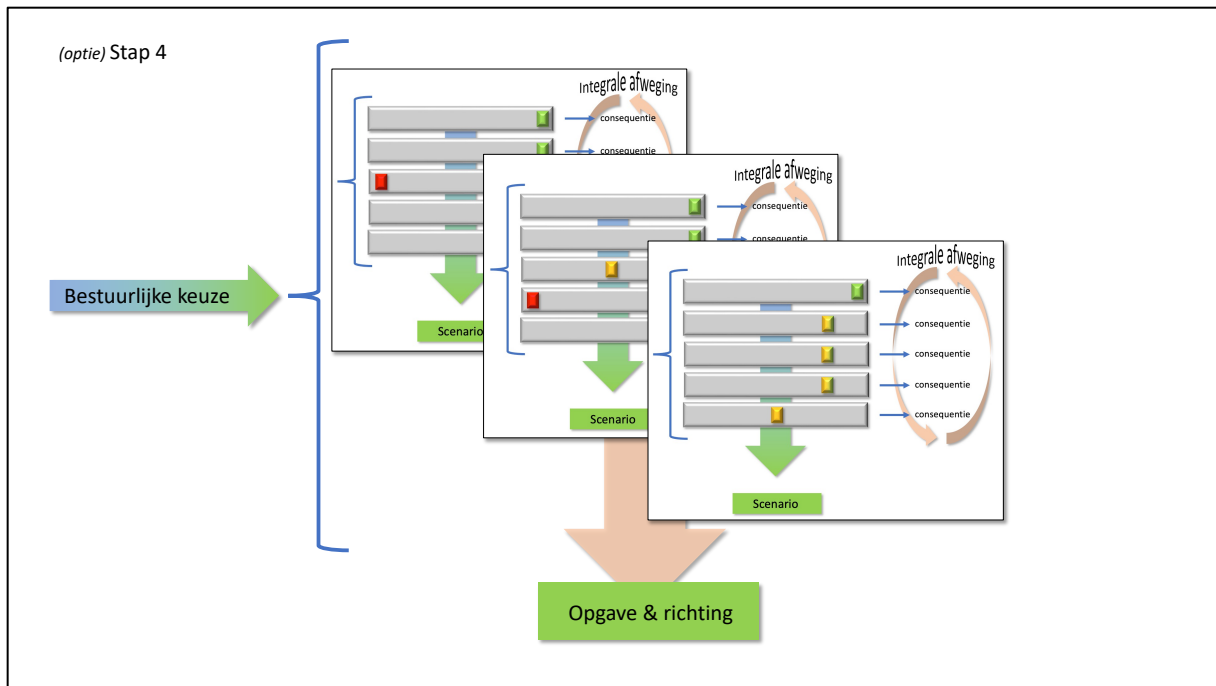 (optie) Stap 4
Integrale afweging
consequentie
consequentie
Scenario
Integrale afweging
consequentie
consequentie
Scenario
Integrale afweging
consequentie
consequentie
consequentie
consequentie
consequentie
Scenario
Bestuurlijke keuze
Opgave & richting